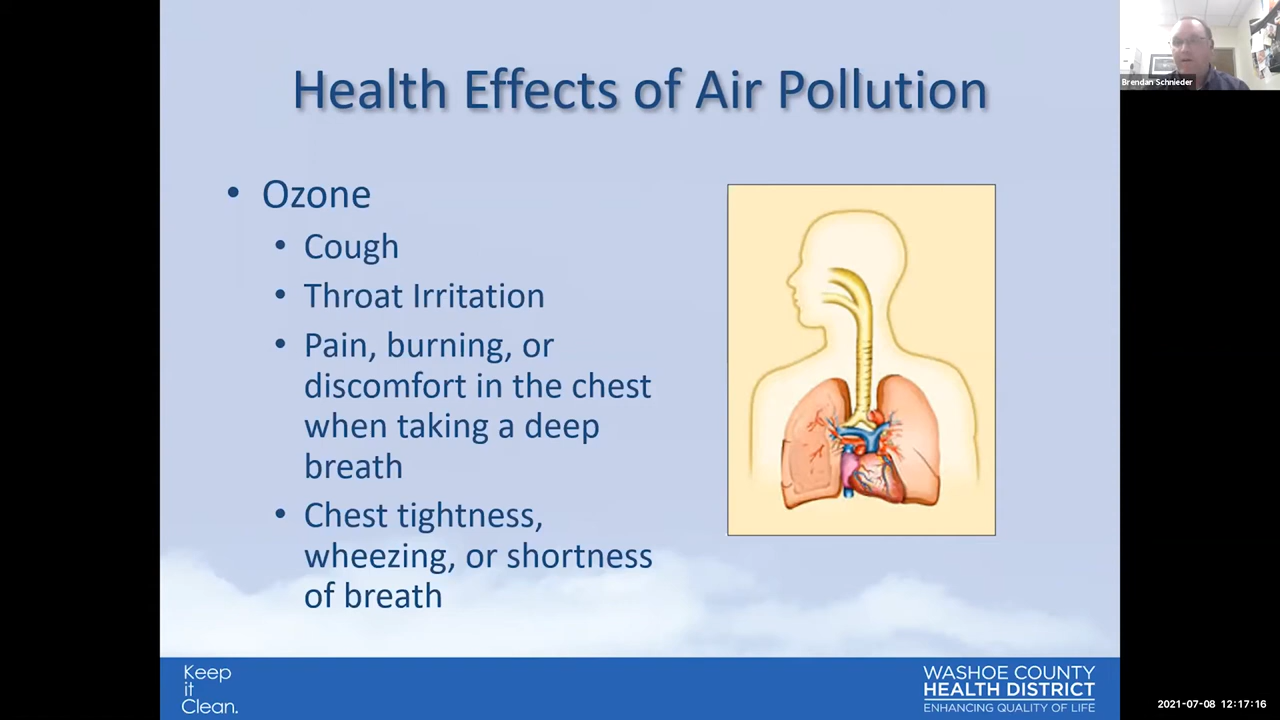 Health Effects of Air Pollution
• Ozone
• Cough
• Throat Irritation
• Pain, burning, or
discomfort in the chest
when taking a deep
breath
• Chest tightness,
wheezing, or shortness
of breath
Keep
it
Clean.
WASHOE COUNTY
HEALTH DISTRICT
ENHANCING QUALITY OF LIFE
Brendan Schnieder
2021-07-08 12:17:16